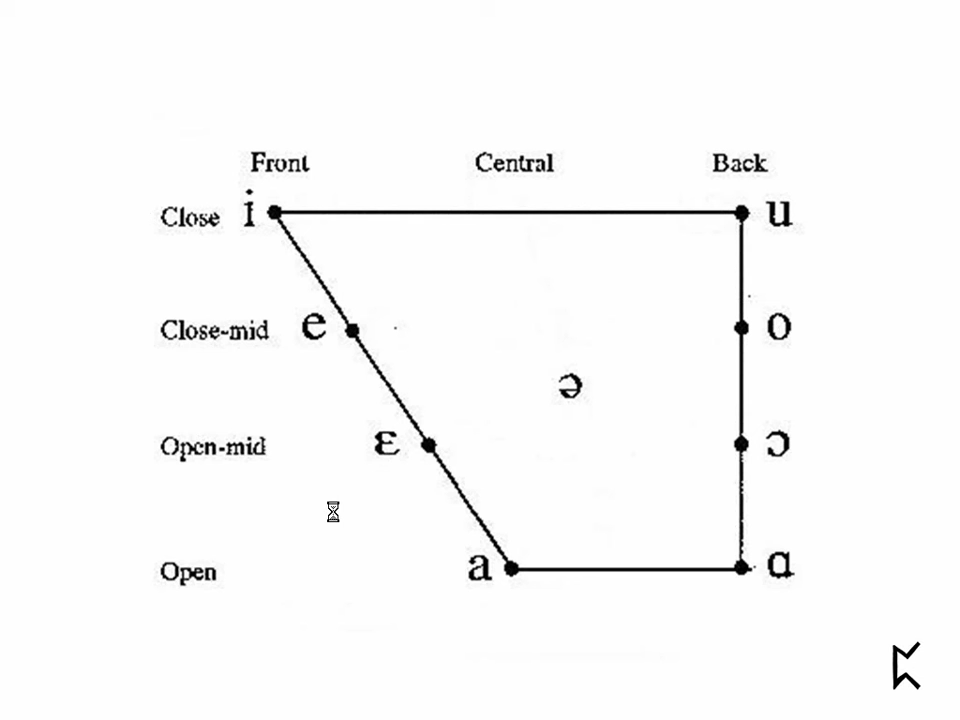 Front Central Back
Close i u
Close-mid e o
ə
Open-mid ɛ ɔ
Open a ɑ